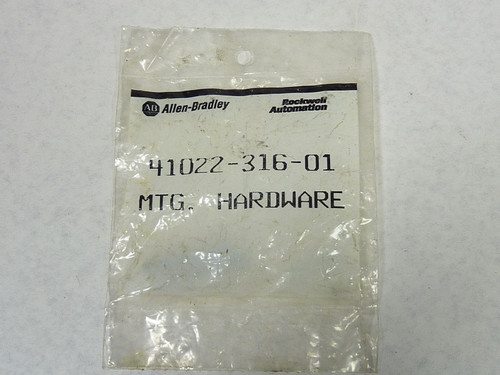 AB Allen-Bradley Rockwell Automation
41022-316-01
MTG. HARDWARE